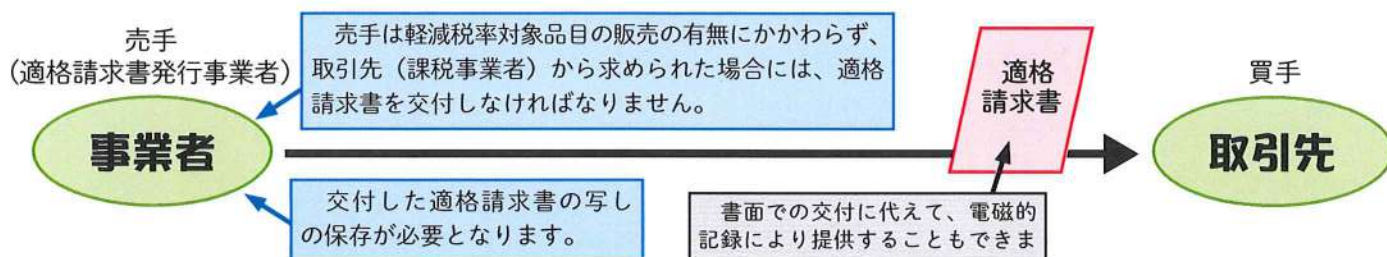 売手
(適格請求書発行事業者)
事業者
売手は軽減税率対象品目の販売の有無にかかわらず、
取引先(課税事業者)から求められた場合には、適格
請求書を交付しなければなりません。
交付した適格請求書の写し
の保存が必要となります。
適格
請求書
書面での交付に代えて、電磁的
記録により提供することもできま
買手
取引先